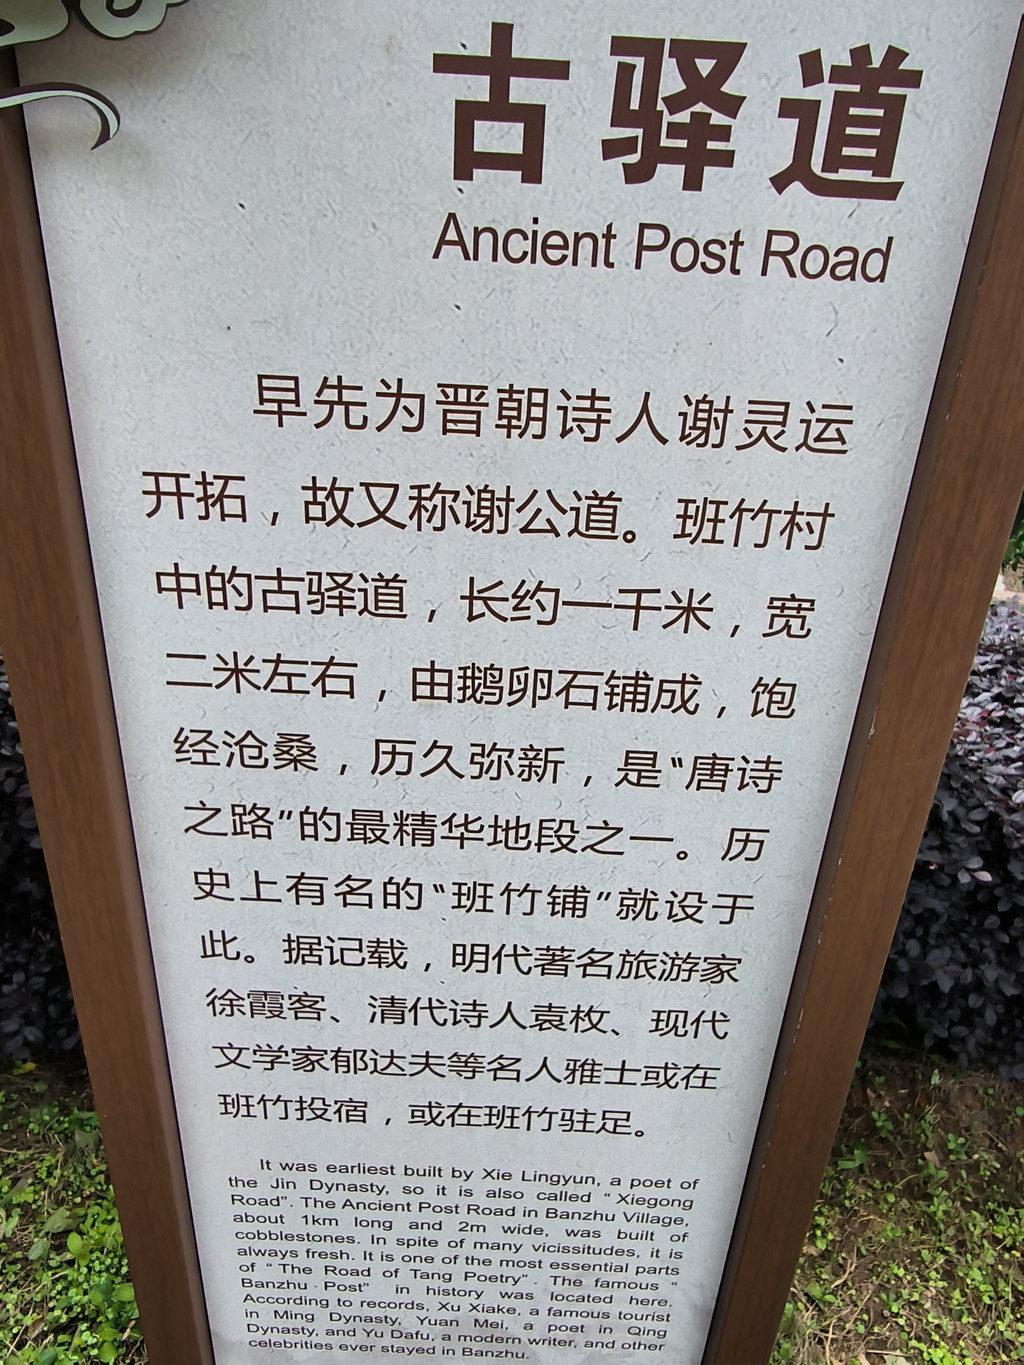 古驿道
Ancient Post Road
早先为晋朝诗人谢灵运
开拓，故又称谢公道。班竹村
中的古驿道，长约一千米，宽
二米左右，由鹅卵石铺成，饱
经沧桑，历久弥新，是“唐诗
之路”的最精华地段之一。历
史上有名的“班竹铺”就设于
此。据记载，明代著名旅游家
徐霞客、清代诗人袁枚、现代
文学家郁达夫等名人雅士或在
班竹投宿，或在班竹驻足。
It was earliest built by Xie Lingyun, a poet of
the Jin Dynasty, so it is also called “ Xiegong
Road”. The Ancient Post Road in Banzhu Village,
about 1km long and 2m wide, was built of
cobblestones. In spite of many vicissitudes, it is
always fresh. It is one of the most essential parts
of “ The Road of Tang Poetry”. The famous “
Banzhu · Post” in history was located here.
According to records, Xu Xiake, a famous tourist
in Ming Dynasty, Yuan Mei, a poet in Qing
Dynasty, and Yu Dafu, a modern writer, and other
celebrities ever stayed in Banzhu.